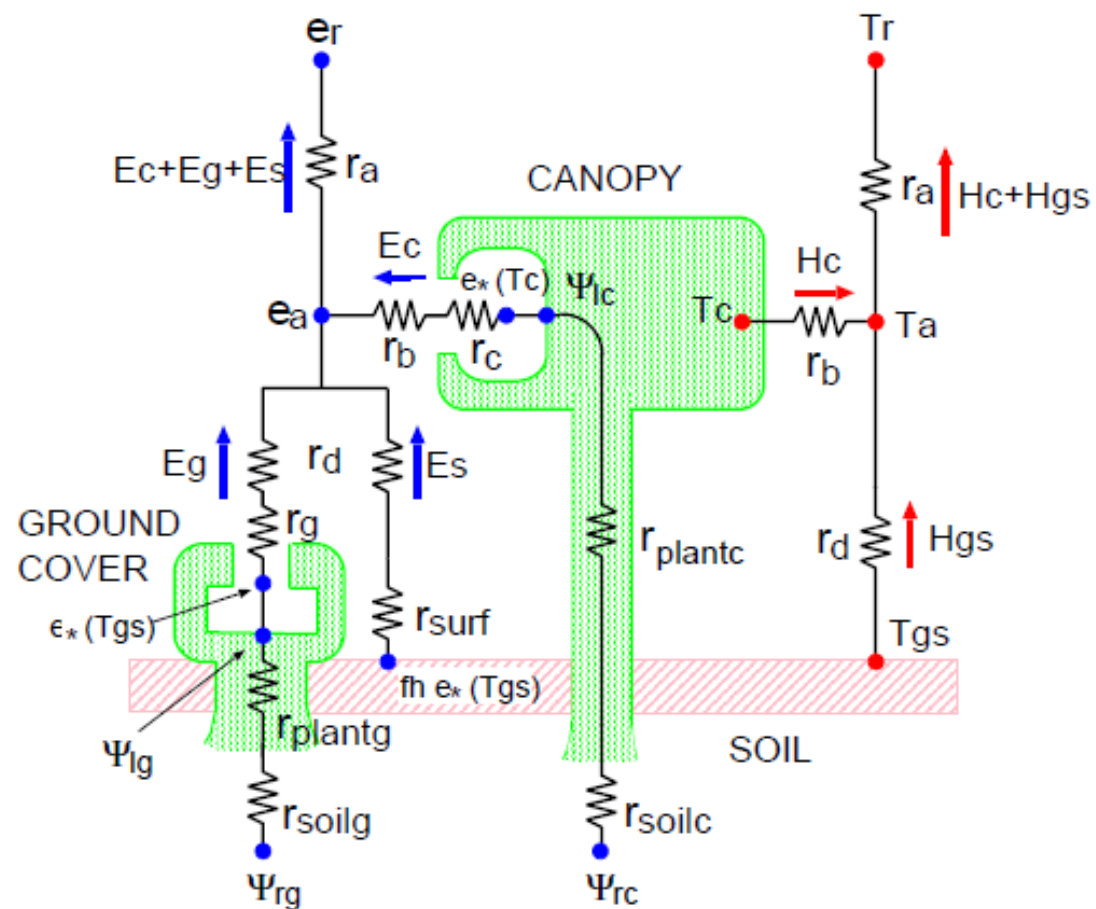 er
Tr
Ec+Eg+Es
ra
CANOPY
ra
Hc+Hgs
Ec
e* (Tc)
Ψlc
Hc
ea
Tc
Ta
rb
rc
rb
Eg
rd
Es
GROUND
COVER
rg
rplantc
rd
Hgs
ϵ* (Tgs)
rsurf
Tgs
fh e* (Tgs)
rplantg
Ψlg
SOIL
rsoilg
rsoilc
Ψrg
Ψrc